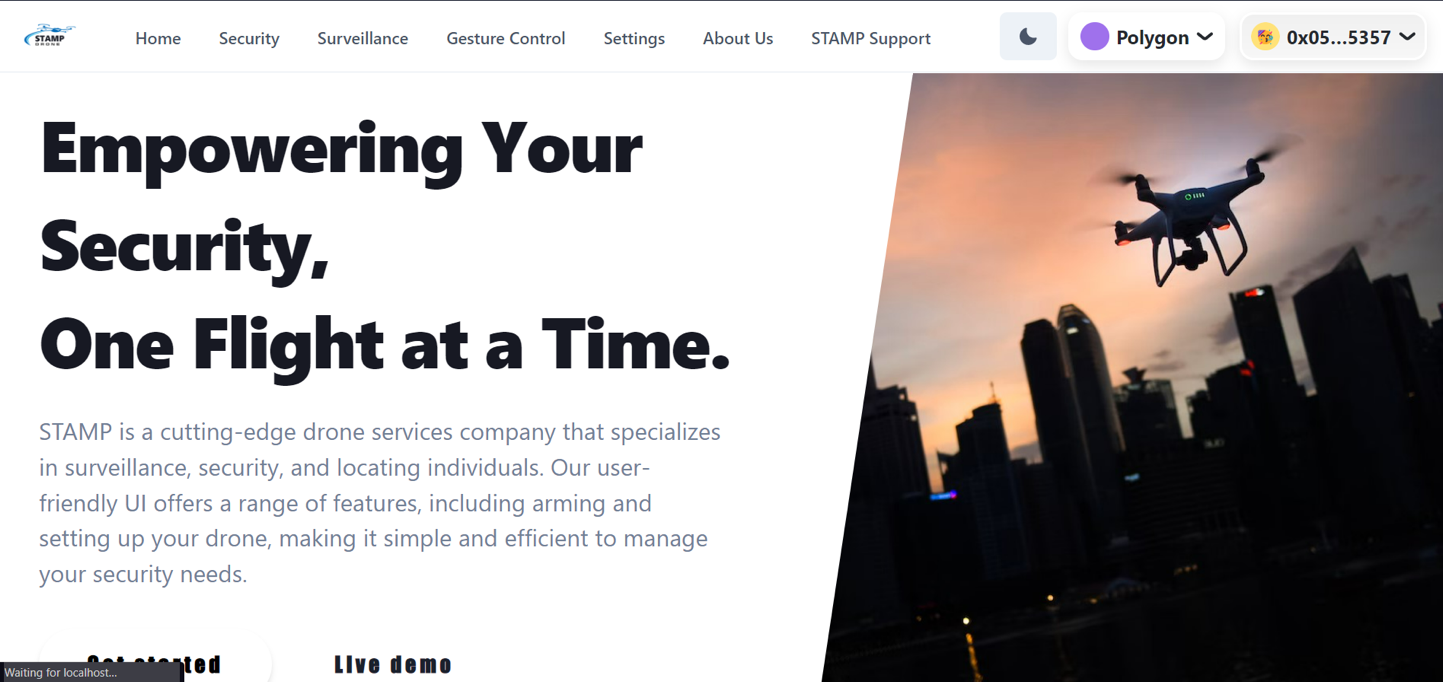 STAMP
DRONE
Home
Security
Surveillance
Gesture Control
Settings
About Us
STAMP Support
Polygon
0x05...5357
Empowering Your
Security,
One Flight at a Time.
STAMP is a cutting-edge drone services company that specializes
in surveillance, security, and locating individuals. Our user-
friendly UI offers a range of features, including arming and
setting up your drone, making it simple and efficient to manage
your security needs.
Get started
Live demo
Waiting for localhost...